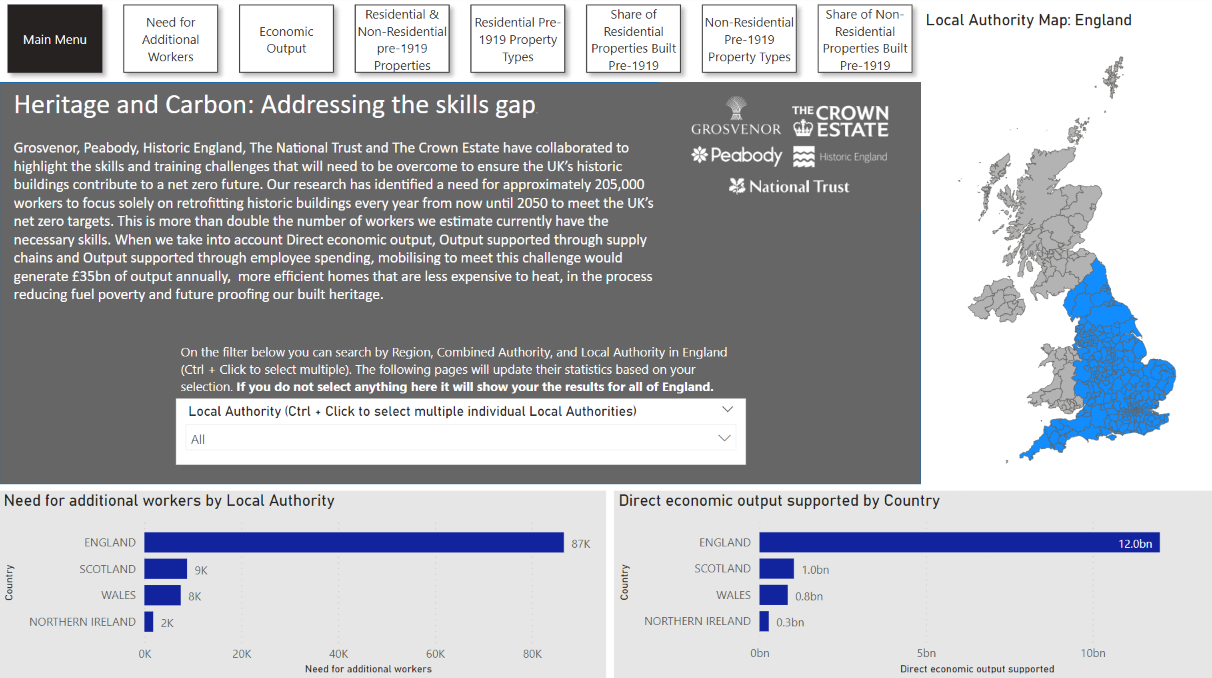 Main Menu
Need for
Additional
Workers
Economic
Output
Residential &
Non-Residential
pre-1919
Properties
Residential Pre-
1919 Property
Types
Share of
Residential
Properties Built
Pre-1919
Non-Residential
Pre-1919
Property Types
Share of Non-
Residential
Properties Built
Pre-1919
Local Authority Map: England
Heritage and Carbon: Addressing the skills gap
GROSVENOR
THE CROWN
ESTATE
Peabody
Historic England
National Trust
Grosvenor, Peabody, Historic England, The National Trust and The Crown Estate have collaborated to
highlight the skills and training challenges that will need to be overcome to ensure the UK's historic
buildings contribute to a net zero future. Our research has identified a need for approximately 205,000
workers to focus solely on retrofitting historic buildings every year from now until 2050 to meet the UK's
net zero targets. This is more than double the number of workers we estimate currently have the
necessary skills. When we take into account Direct economic output, Output supported through supply
chains and Output supported through employee spending, mobilising to meet this challenge would
generate £35bn of output annually,  more efficient homes that are less expensive to heat, in the process
reducing fuel poverty and future proofing our built heritage.
On the filter below you can search by Region, Combined Authority, and Local Authority in England
(Ctrl + Click to select multiple). The following pages will update their statistics based on your
selection. If you do not select anything here it will show your the results for all of England.
Local Authority (Ctrl + Click to select multiple individual Local Authorities)
All
Need for additional workers by Local Authority
Country
ENGLAND
87K
SCOTLAND
9K
WALES
8K
NORTHERN IRELAND
2K
0K
20K
40K
60K
80K
Need for additional workers
Direct economic output supported by Country
Country
ENGLAND
12.0bn
SCOTLAND
1.0bn
WALES
0.8bn
NORTHERN IRELAND
0.3bn
0bn
5bn
10bn
Direct economic output supported